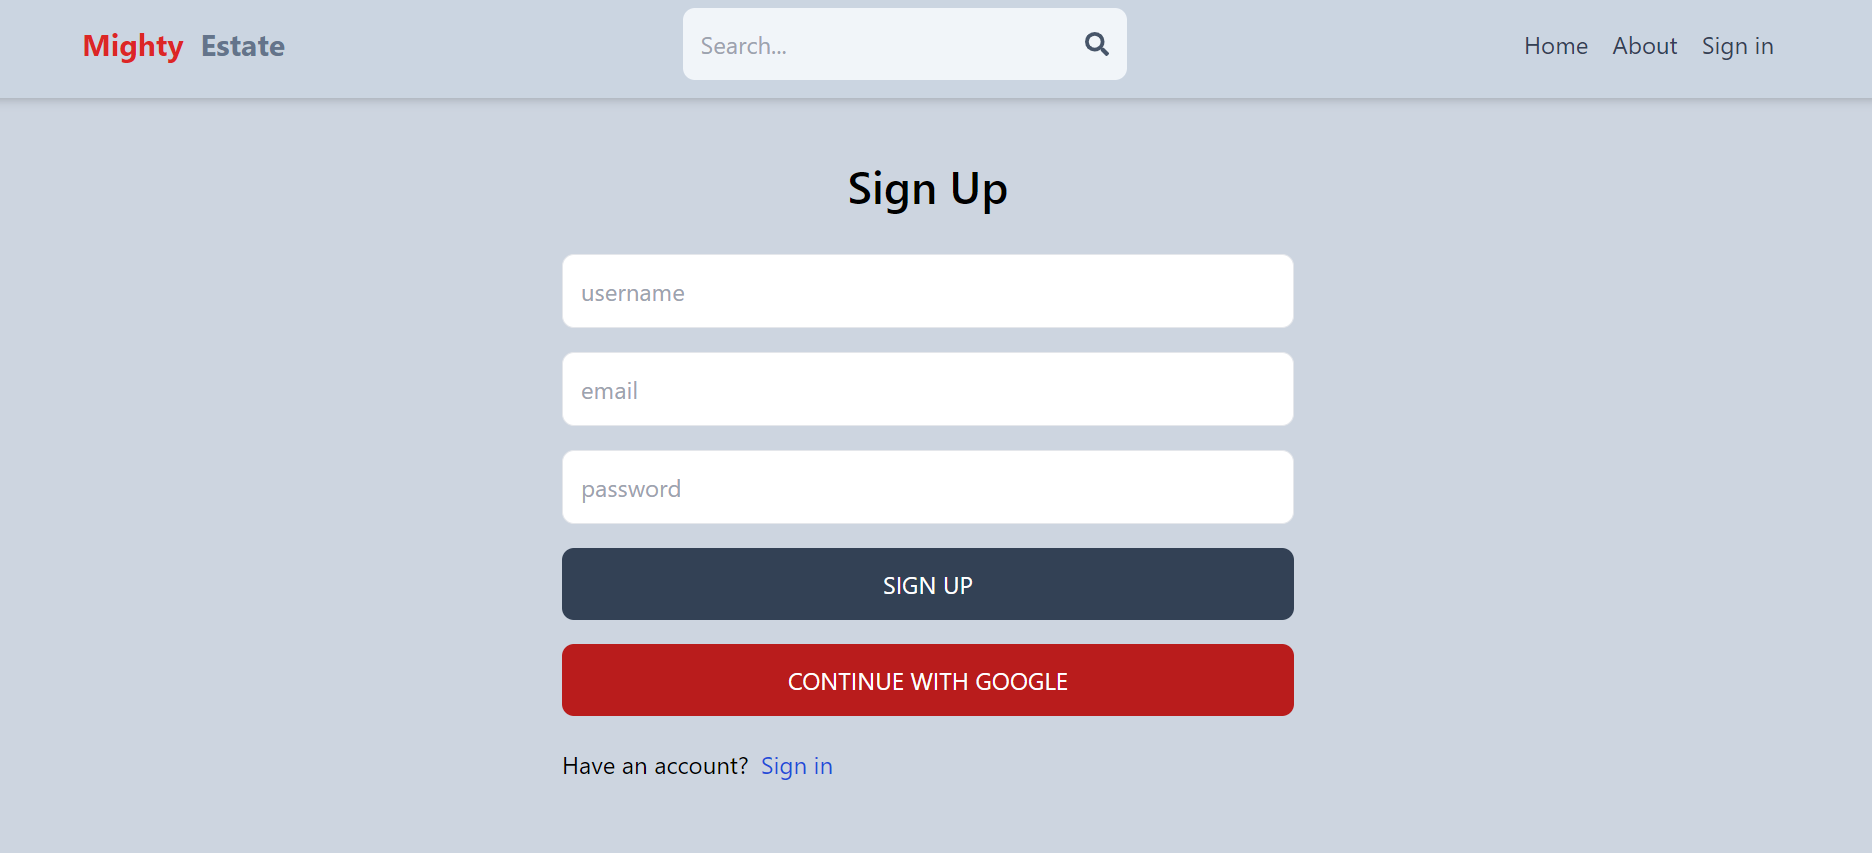 Mighty Estate
Search...
Home About Sign in
Sign Up
username
email
password
SIGN UP
CONTINUE WITH GOOGLE
Have an account? Sign in